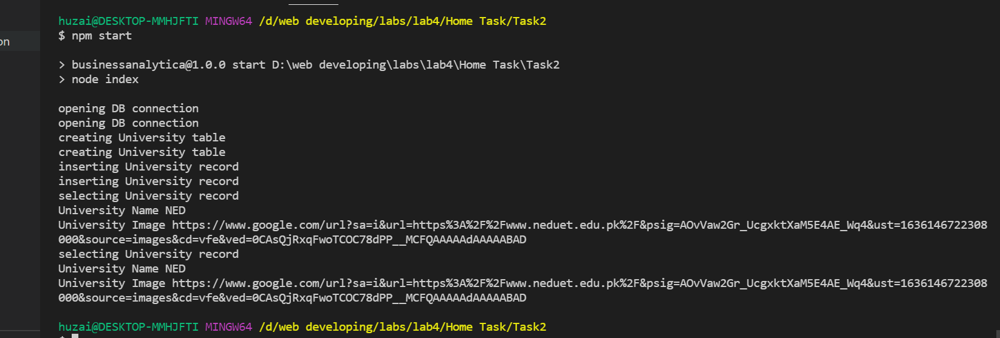 huzai@DESKTOP-MMHJFTI MINGW64 /d/web developing/labs/lab4/Home Task/Task2
on
$ npm start
> businessanalytica@1.0.0 start D:\web developing\labs\lab4\Home Task\Task2
> node index
opening DB connection
opening DB connection
creating University table
creating University table
inserting University record
inserting University record
selecting University record
University Name NED
University Image https://www.google.com/url?sa=i&url=https%3A%2F%2Fwww.neduet.edu.pk%2F&psig=AOvVaw2Gr_UcgxktXaM5E4AE_Wq4&ust=1636146722308
000&source=images&cd=vfe&ved=0CAsQjRxqFwoTCOC78dPP__MCFQAAAAAdAAAAABAD
selecting University record
University Name NED
University Image https://www.google.com/url?sa=i&url=https%3A%2F%2Fwww.neduet.edu.pk%2F&psig=AOvVaw2Gr_UcgxktXaM5E4AE_Wq4&ust=1636146722308
000&source=images&cd=vfe&ved=0CAsQjRxqFwoTCOC78dPP__MCFQAAAAAdAAAAABAD
huzai@DESKTOP-MMHJFTI MINGW64 /d/web developing/labs/lab4/Home Task/Task2